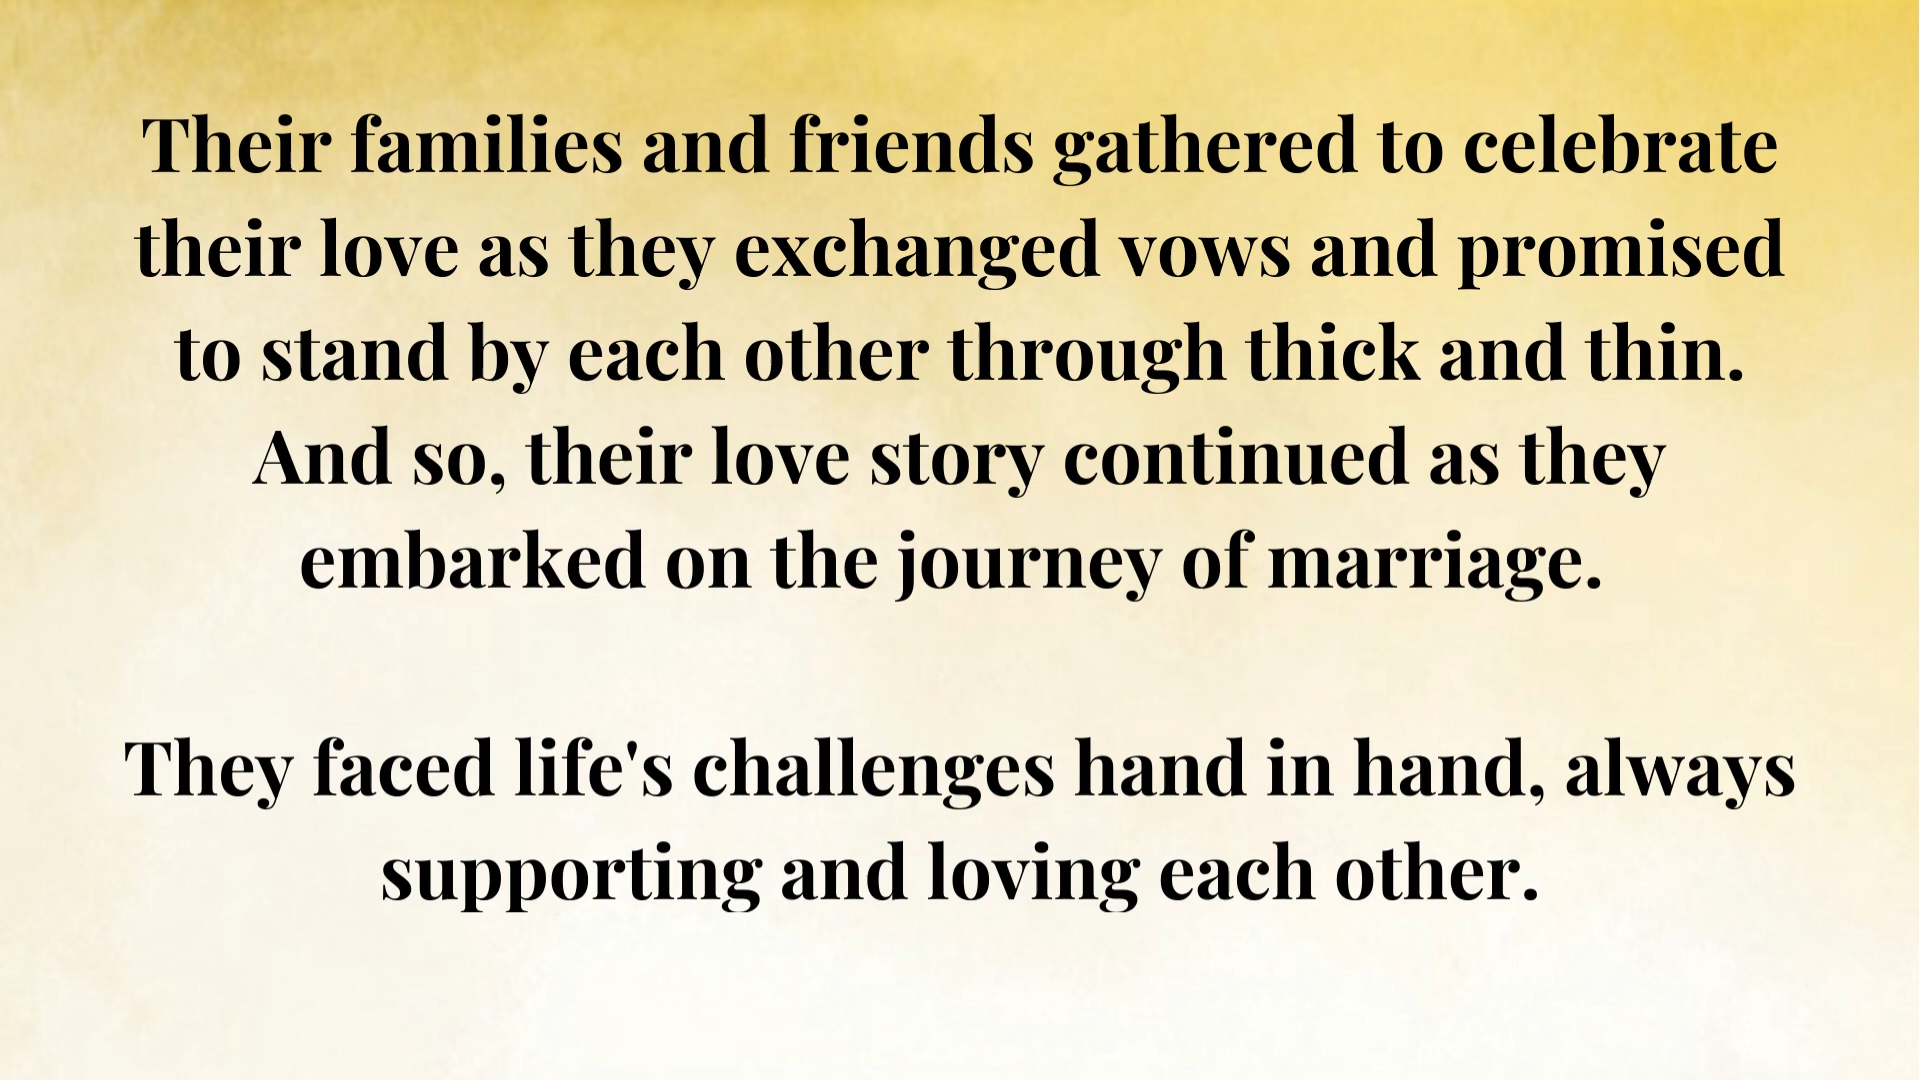 Their families and friends gathered to celebrate
their love as they exchanged vows and promised
to stand by each other through thick and thin.
And so, their love story continued as they
embarked on the journey of marriage.
They faced life's challenges hand in hand, always
supporting and loving each other.